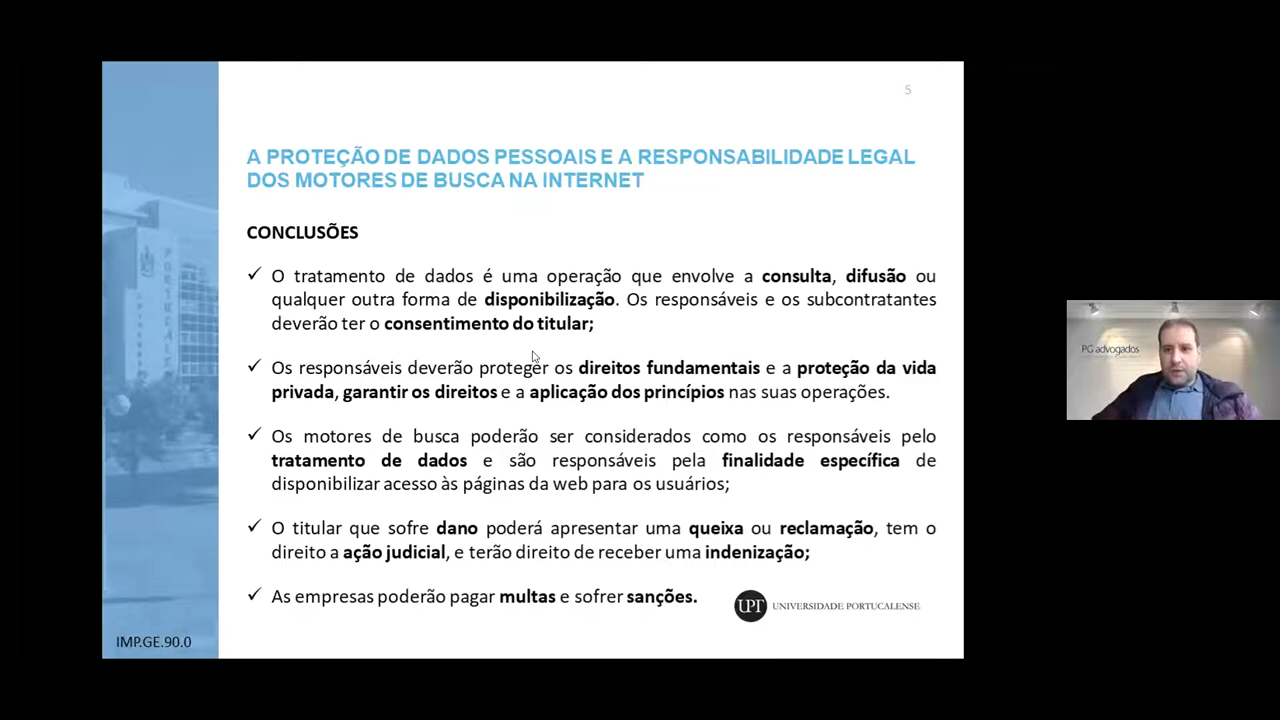 5
A PROTEÇÃO DE DADOS PESSOAIS E A RESPONSABILIDADE LEGAL
DOS MOTORES DE BUSCA NA INTERNET
CONCLUSÕES
✓ O tratamento de dados é uma operação que envolve a consulta, difusão ou
qualquer outra forma de disponibilização. Os responsáveis e os subcontratantes
deverão ter o consentimento do titular;
✓ Os responsáveis deverão proteger os direitos fundamentais e a proteção da vida
privada, garantir os direitos e a aplicação dos princípios nas suas operações.
✓ Os motores de busca poderão ser considerados como os responsáveis pelo
tratamento de dados e são responsáveis pela finalidade específica de
disponibilizar acesso às páginas da web para os usuários;
✓ O titular que sofre dano poderá apresentar uma queixa ou reclamação, tem o
direito a ação judicial, e terão direito de receber uma indenização;
✓ As empresas poderão pagar multas e sofrer sanções.
UPT UNIVERSIDADE PORTUCALENSE
IMP.GE.90.0
PG advogados